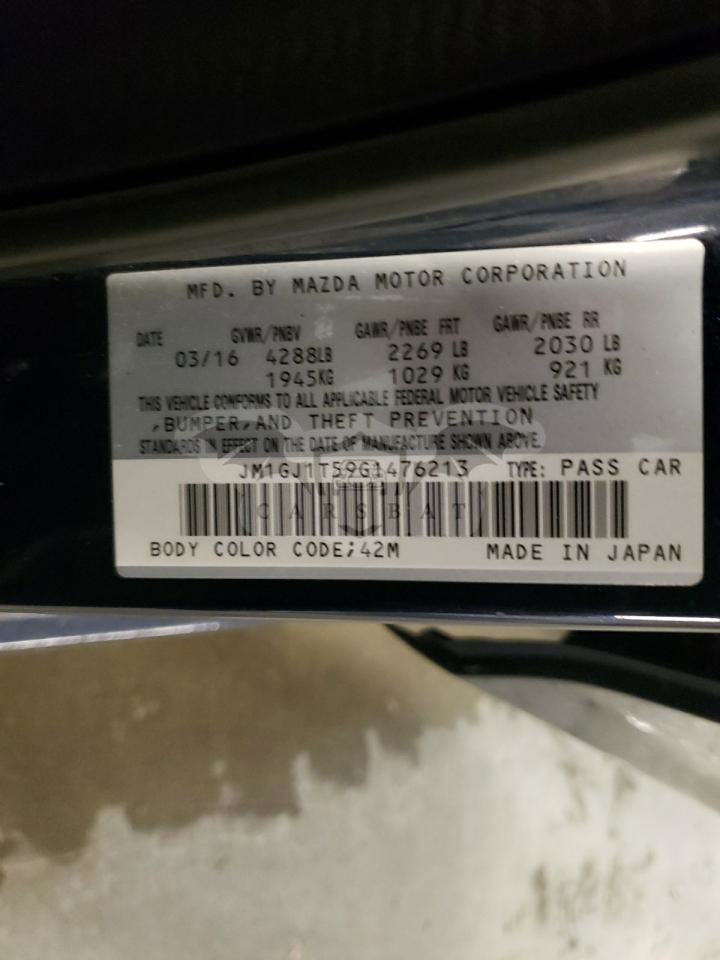 MFD. BY MAZDA MOTOR CORPORATION
DATE GVWR/PNBV GAWR/PNBE FRT GAWR/PNBE RR
03/16 4288LB 2269 LB 2030 LB
1945KG 1029 KG 921 KG
THIS VEHICLE CONFORMS TO ALL APPLICABLE FEDERAL MOTOR VEHICLE SAFETY
,BUMPER,AND THEFT PREVENTION
STANDARDS IN EFFECT ON THE DATE OF MANUFACTURE SHOWN ABOVE.
JM1GJ1T59G1476213 TYPE: PASS CAR
CARSBAT
BODY COLOR CODE;42M MADE IN JAPAN